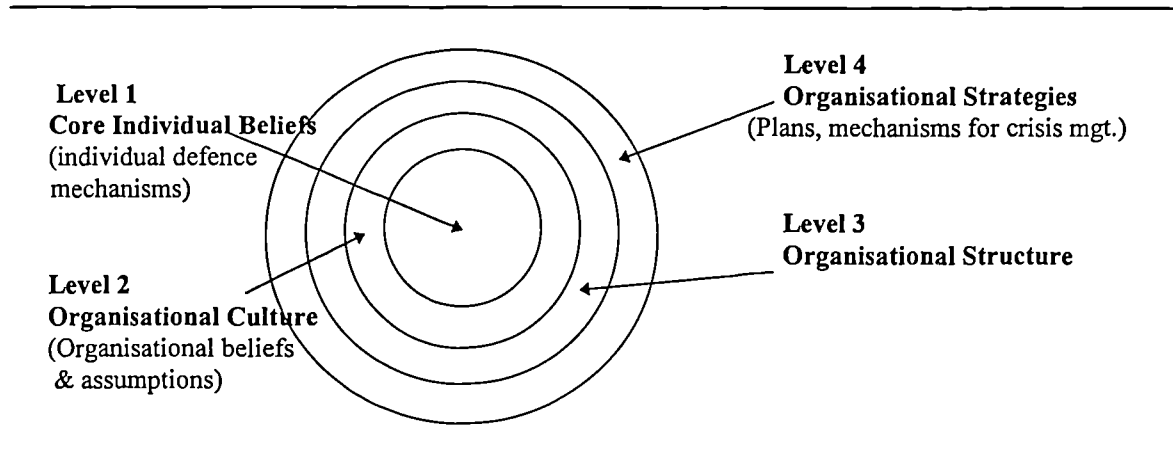 Level 1
Core Individual Beliefs
(individual defence
mechanisms)
Level 2
Organisational Culture
(Organisational beliefs
& assumptions)
Level 4
Organisational Strategies
(Plans, mechanisms for crisis mgt.)
Level 3
Organisational Structure